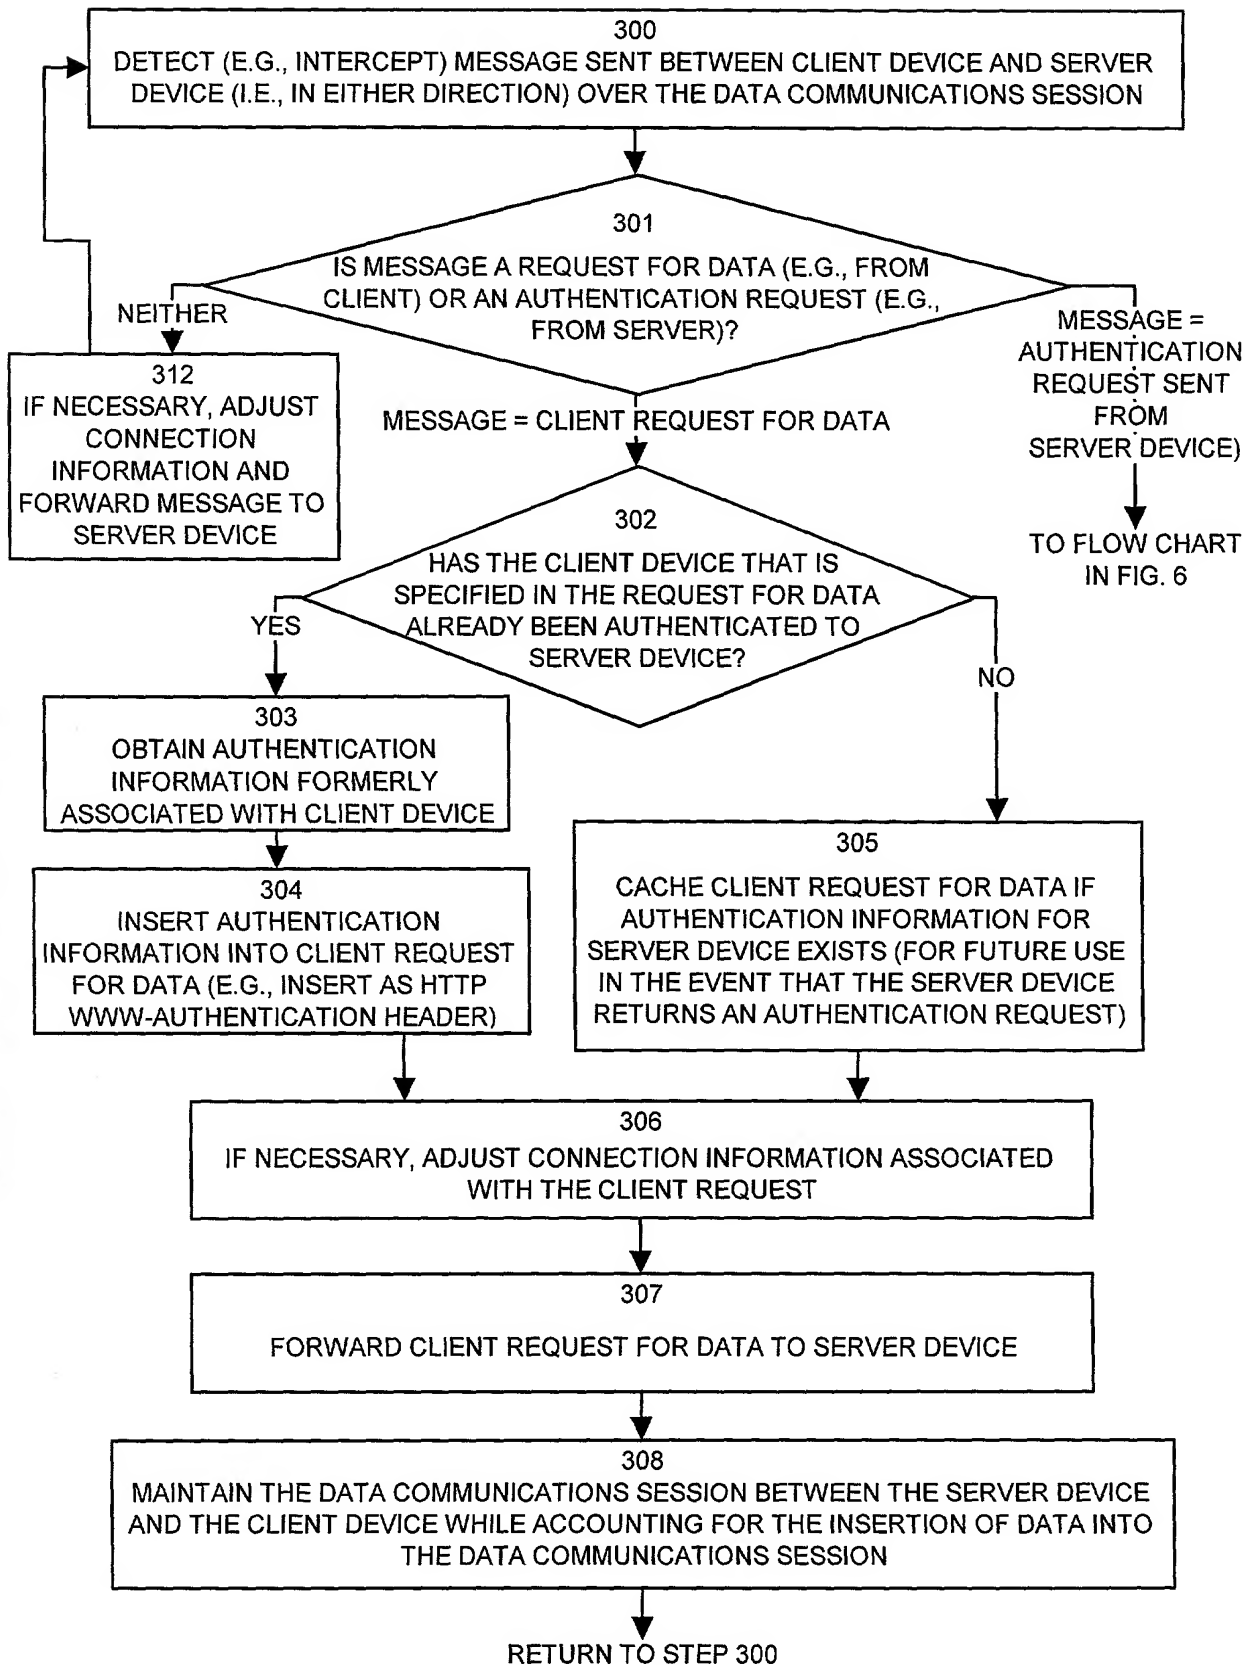 300
DETECT (E.G., INTERCEPT) MESSAGE SENT BETWEEN CLIENT DEVICE AND SERVER
DEVICE (I.E., IN EITHER DIRECTION) OVER THE DATA COMMUNICATIONS SESSION
301
IS MESSAGE A REQUEST FOR DATA (E.G., FROM
CLIENT) OR AN AUTHENTICATION REQUEST (E.G.,
FROM SERVER)?
NEITHER
312
IF NECESSARY, ADJUST
CONNECTION
INFORMATION AND
FORWARD MESSAGE TO
SERVER DEVICE
MESSAGE = CLIENT REQUEST FOR DATA
MESSAGE =
AUTHENTICATION
REQUEST SENT
FROM
SERVER DEVICE)
TO FLOW CHART
IN FIG. 6
302
HAS THE CLIENT DEVICE THAT IS
SPECIFIED IN THE REQUEST FOR DATA
ALREADY BEEN AUTHENTICATED TO
SERVER DEVICE?
YES
NO
303
OBTAIN AUTHENTICATION
INFORMATION FORMERLY
ASSOCIATED WITH CLIENT DEVICE
304
INSERT AUTHENTICATION
INFORMATION INTO CLIENT REQUEST
FOR DATA (E.G., INSERT AS HTTP
WWW-AUTHENTICATION HEADER)
305
CACHE CLIENT REQUEST FOR DATA IF
AUTHENTICATION INFORMATION FOR
SERVER DEVICE EXISTS (FOR FUTURE USE
IN THE EVENT THAT THE SERVER DEVICE
RETURNS AN AUTHENTICATION REQUEST)
306
IF NECESSARY, ADJUST CONNECTION INFORMATION ASSOCIATED
WITH THE CLIENT REQUEST
307
FORWARD CLIENT REQUEST FOR DATA TO SERVER DEVICE
308
MAINTAIN THE DATA COMMUNICATIONS SESSION BETWEEN THE SERVER DEVICE
AND THE CLIENT DEVICE WHILE ACCOUNTING FOR THE INSERTION OF DATA INTO
THE DATA COMMUNICATIONS SESSION
RETURN TO STEP 300